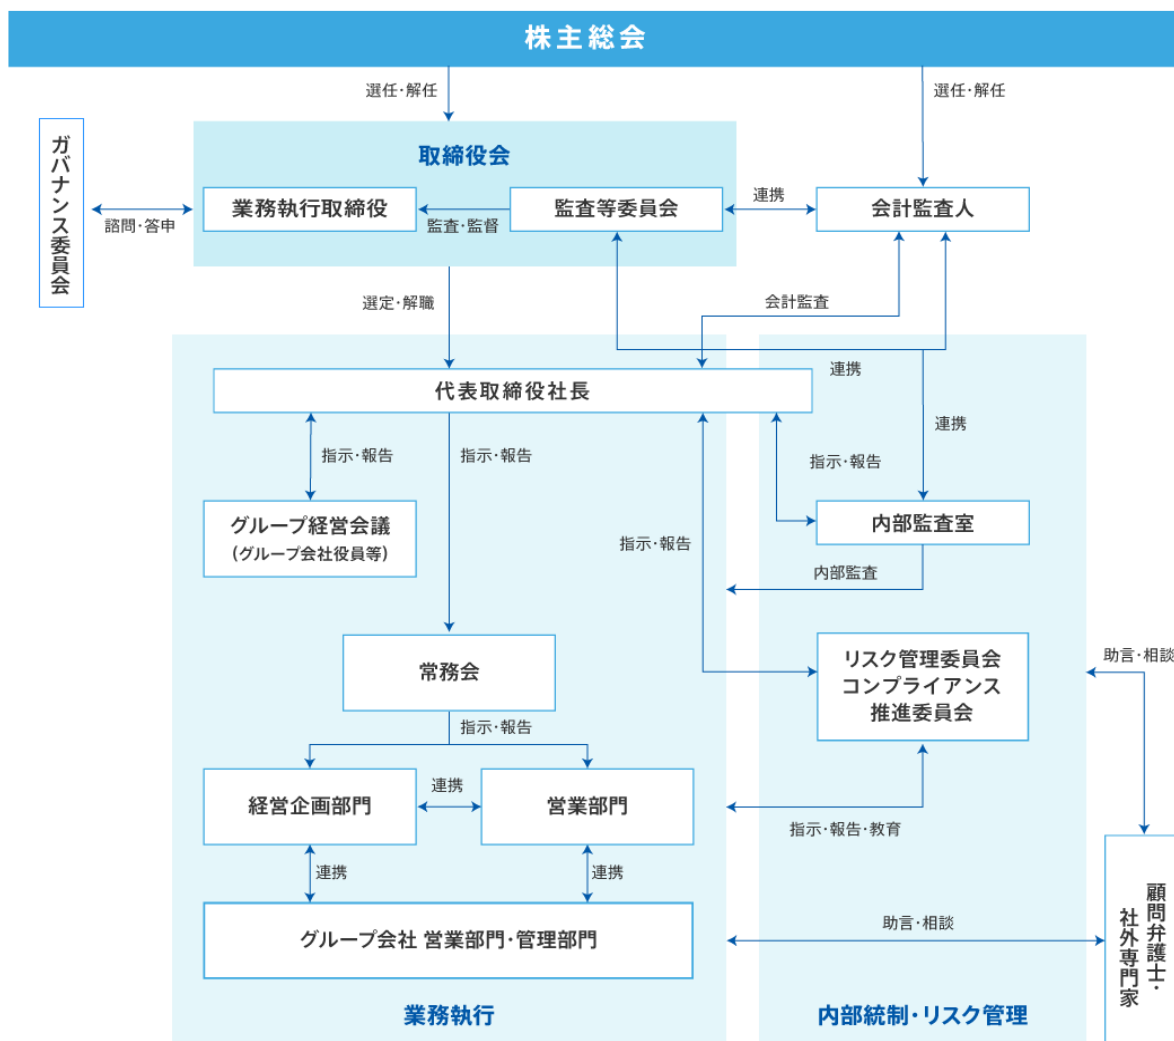 株主総会
選任・解任
選任・解任
ガバナンス委員会
諮問・答申
取締役会
業務執行取締役
監査・監督
監査等委員会
連携
会計監査人
選定・解職
会計監査
連携
代表取締役社長
連携
指示・報告
指示・報告
指示・報告
グループ経営会議
(グループ会社役員等)
内部監査室
指示・報告
内部監査
常務会
リスク管理委員会
コンプライアンス
推進委員会
助言・相談
指示・報告
経営企画部門
連携
営業部門
指示・報告・教育
連携
連携
グループ会社 営業部門・管理部門
助言・相談
顧問弁護士・
社外専門家
業務執行
内部統制・リスク管理